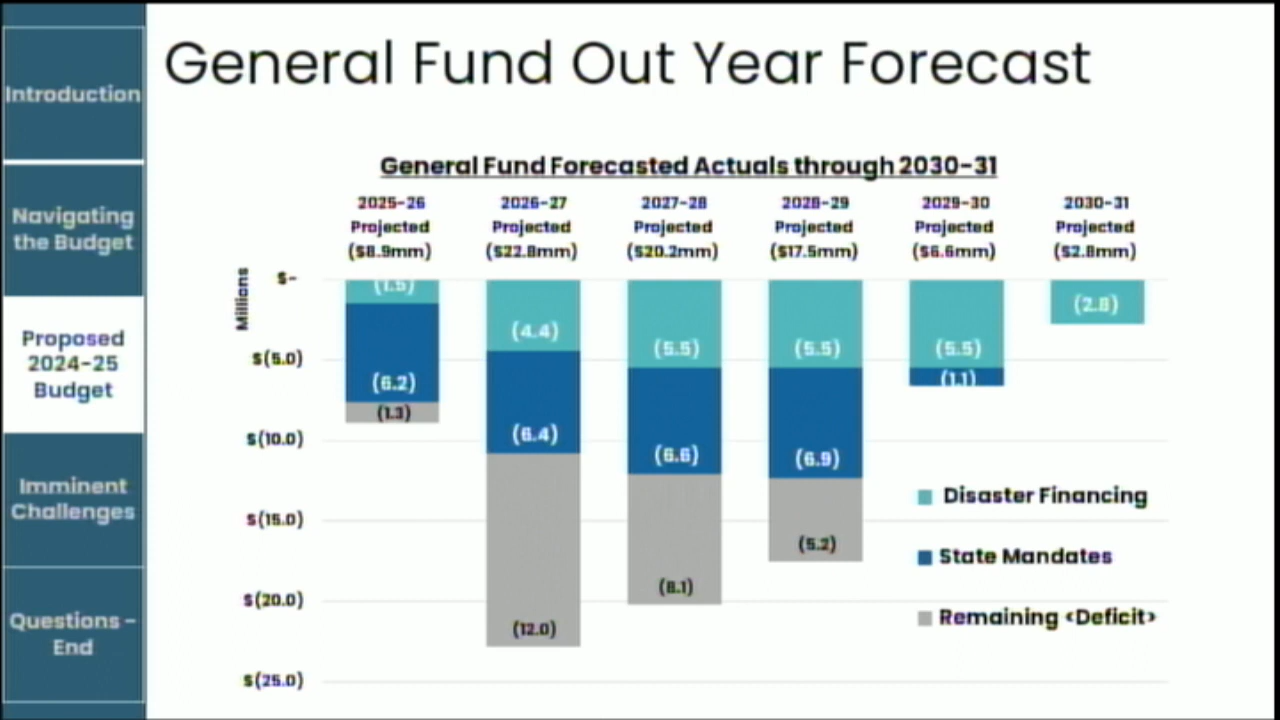 Introduction
Navigating
the Budget
Proposed
2024-25
Budget
Imminent
Challenges
Questions -
End
General Fund Out Year Forecast
General Fund Forecasted Actuals through 2030-31
2025-26 2026-27 2027-28 2028-29 2029-30 2030-31
Projected Projected Projected Projected Projected Projected
($8.9mm) ($22.8mm) ($20.2mm) ($17.5mm) ($6.6mm) ($2.8mm)
Millions
$-
$(5.0)
$(10.0)
$(15.0)
$(20.0)
$(25.0)
(1.5)
(6.2)
(1.3)
(4.4)
(6.4)
(12.0)
(5.5)
(6.6)
(8.1)
(5.5)
(6.9)
(5.2)
(5.5)
(1.1)
(2.8)
Disaster Financing
State Mandates
Remaining <Deficit>